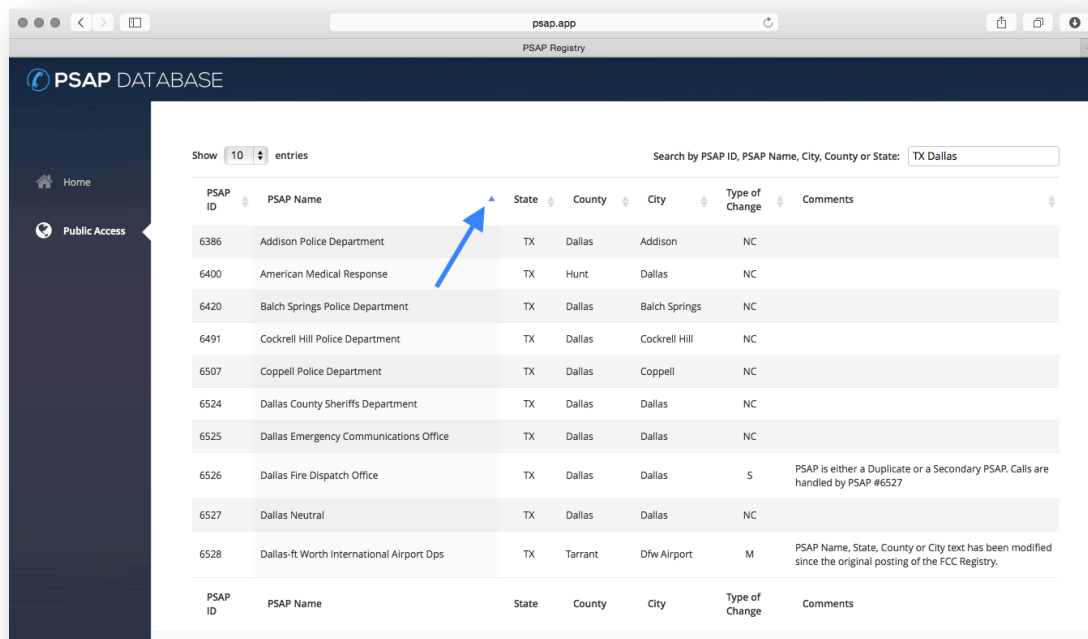 psap.app
PSAP Registry
PSAP DATABASE
Home
Public Access
Show 10 entries
Search by PSAP ID, PSAP Name, City, County or State: TX Dallas
PSAP ID PSAP Name State County City Type of Change Comments
6386 Addison Police Department TX Dallas Addison NC
6400 American Medical Response TX Hunt Dallas NC
6420 Balch Springs Police Department TX Dallas Balch Springs NC
6491 Cockrell Hill Police Department TX Dallas Cockrell Hill NC
6507 Coppell Police Department TX Dallas Coppell NC
6524 Dallas County Sheriffs Department TX Dallas Dallas NC
6525 Dallas Emergency Communications Office TX Dallas Dallas NC
6526 Dallas Fire Dispatch Office TX Dallas Dallas S PSAP is either a Duplicate or a Secondary PSAP. Calls are
handled by PSAP #6527
6527 Dallas Neutral TX Dallas Dallas NC
6528 Dallas-ft Worth International Airport Dps TX Tarrant Dfw Airport M PSAP Name, State, County or City text has been modified
since the original posting of the FCC Registry.
PSAP ID PSAP Name State County City Type of Change Comments